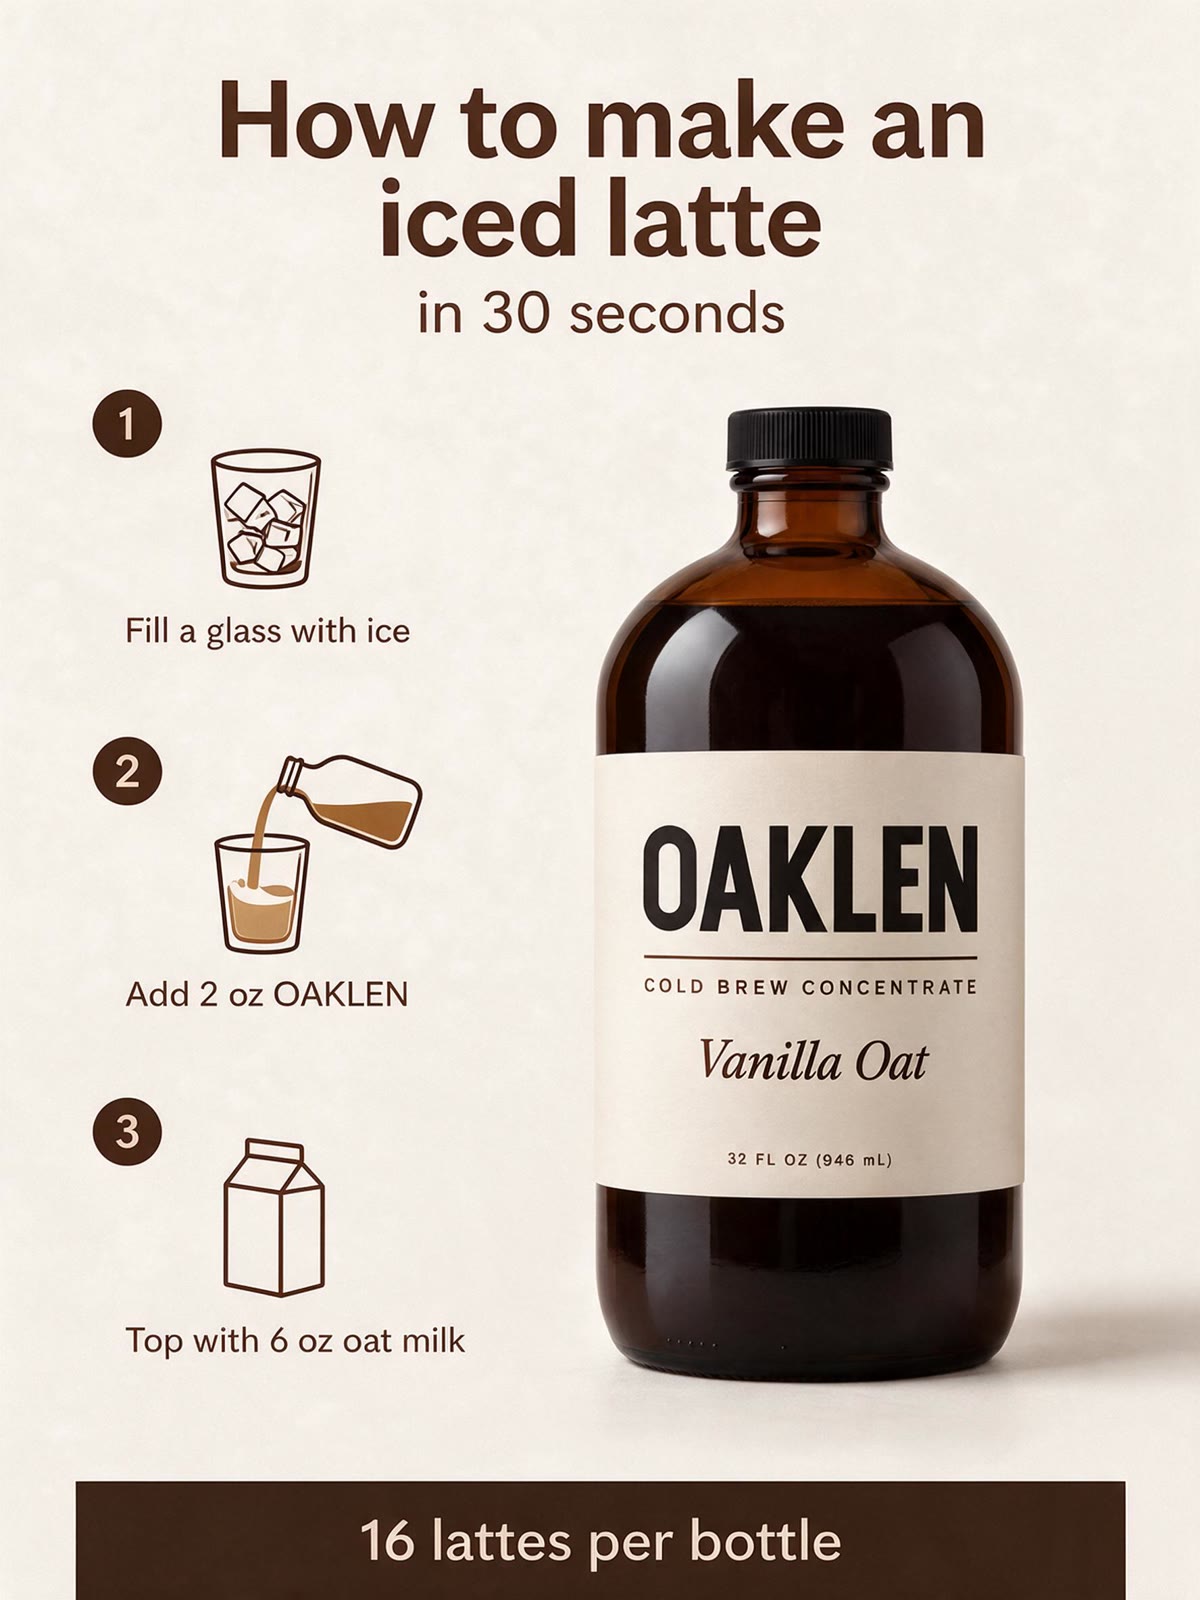 How to make an
iced latte
in 30 seconds
1
Fill a glass with ice
2
Add 2 oz OAKLEN
3
Top with 6 oz oat milk
OAKLEN
COLD BREW CONCENTRATE
Vanilla Oat
32 FL OZ (946 mL)
16 lattes per bottle